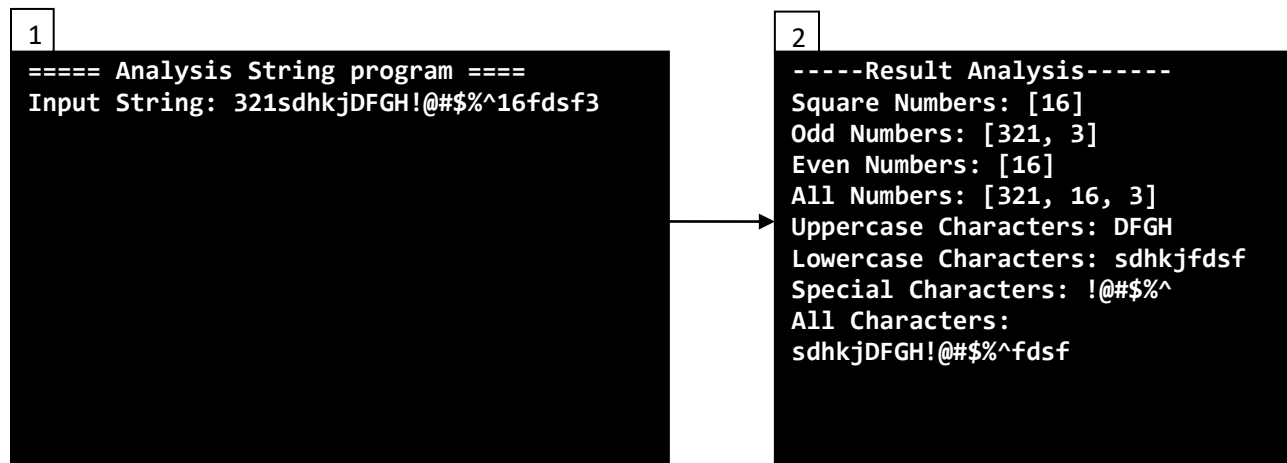 1
===== Analysis String program ====
Input String: 321sdhkjDFGH!@#$%^16fdsf3
2
-----Result Analysis------
Square Numbers: [16]
Odd Numbers: [321, 3]
Even Numbers: [16]
All Numbers: [321, 16, 3]
Uppercase Characters: DFGH
Lowercase Characters: sdhkjfdsf
Special Characters: !@#$%^
All Characters:
sdhkjDFGH!@#$%^fdsf